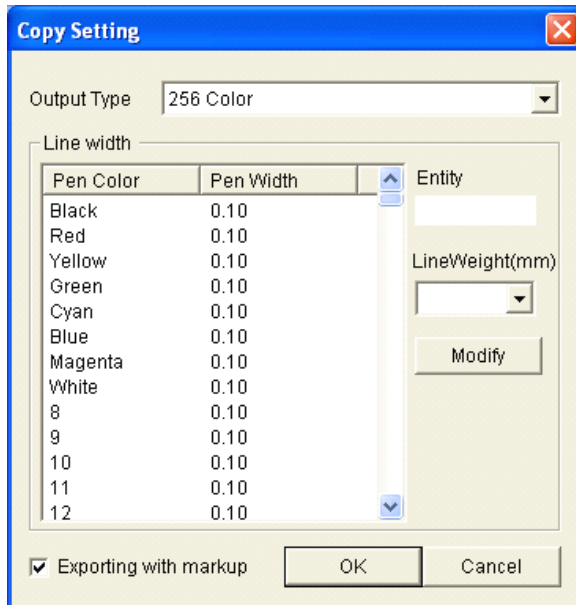 Copy Setting
Output Type 256 Color
Line width
Pen Color Pen Width
Black 0.10
Red 0.10
Yellow 0.10
Green 0.10
Cyan 0.10
Blue 0.10
Magenta 0.10
White 0.10
8 0.10
9 0.10
10 0.10
11 0.10
12 0.10
Entity
LineWeight(mm)
Modify
Exporting with markup
OK
Cancel